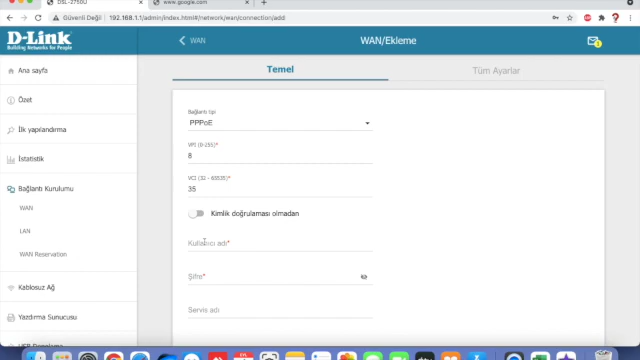 DSL-2750U
www.google.com
Güvenli Değil
192.168.1.1/admin/index.html#/network/wan/connection/add
D-Link
Building Networks for People
WAN
WAN/Ekleme
Ana sayfa
Özet
İlk yapılandırma
İstatistik
Bağlantı Kurulumu
WAN
LAN
WAN Reservation
Kablosuz Ağ
Yazdırma Sunucusu
Temel
Tüm Ayarlar
Bağlantı tipi
PPPoE
VPI (0-255)*
8
VCI (32 - 65535)*
35
Kimlik doğrulaması olmadan
Kullanıcı adı*
Şifre*
Servis adı